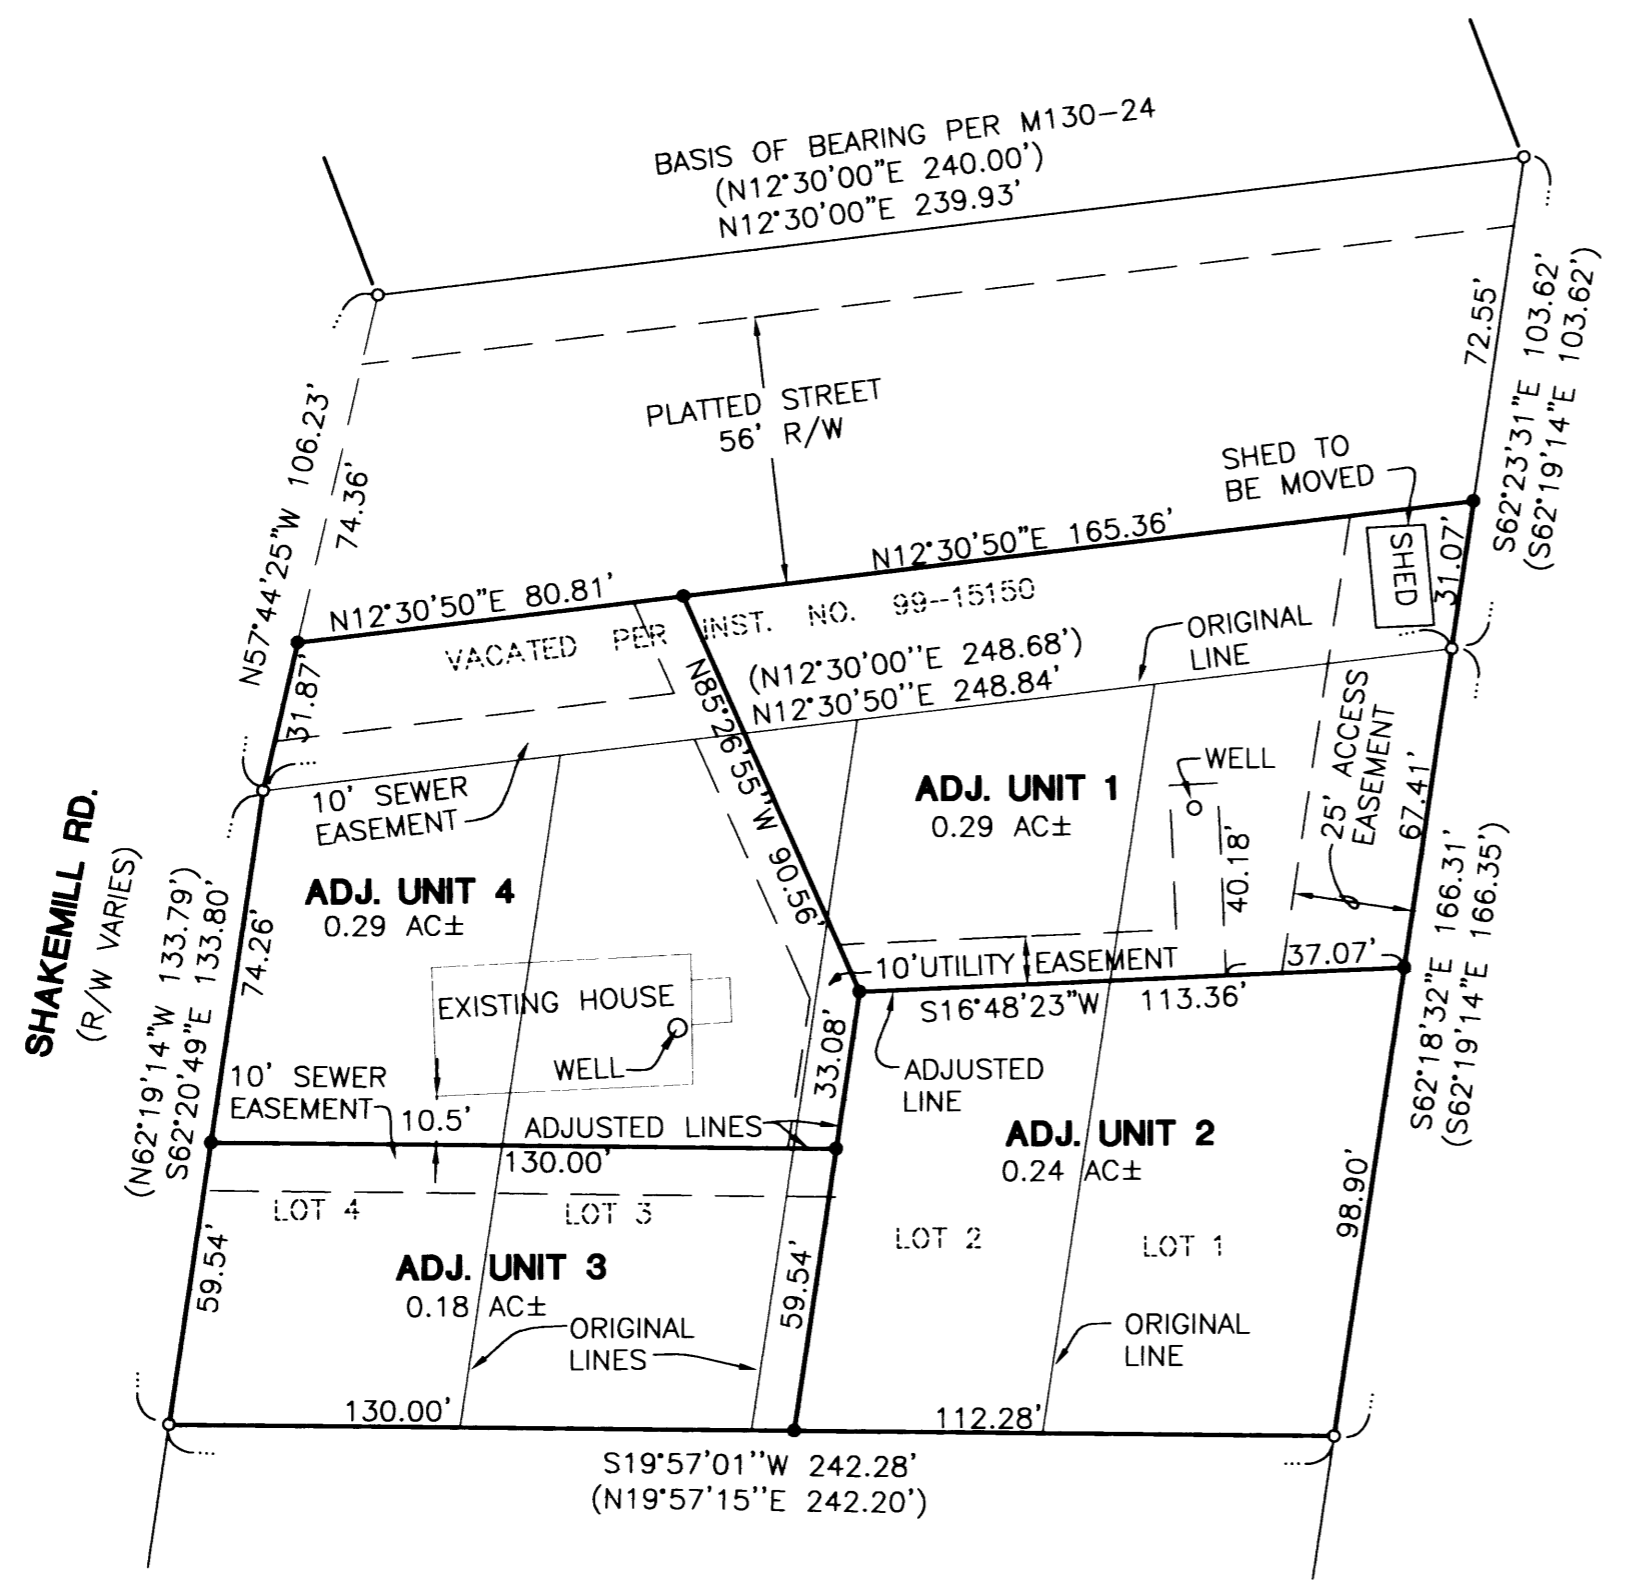 BASIS OF BEARING PER M130-24
(N12°30'00"E 240.00')
N12°30'00"E 239.93'
72.55'
S62°23'31"E 103.62'
(S62°19'14"E 103.62')
N57°44'25"W 106.23'
74.36'
PLATTED STREET
56' R/W
SHED TO
BE MOVED
N12°30'50"E 165.36'
N12°30'50"E 80.81'
SHED
31.07'
VACATED PER INST. NO. 99--15150
ORIGINAL
LINE
(N12°30'00"E 248.68')
N12°30'50"E 248.84'
31.87'
N85°26'55"W 90.56'
10' SEWER
EASEMENT
ADJ. UNIT 1
0.29 AC±
WELL
40.18'
25' ACCESS
EASEMENT
67.41'
SHAKEMILL RD.
(R/W VARIES)
ADJ. UNIT 4
0.29 AC±
74.26'
(N62°19'14"W 133.79')
S62°20'49"E 133.80'
10'UTILITY EASEMENT
37.07'
S16°48'23"W 113.36'
S62°18'32"E 166.31'
(S62°19'14"E 166.35')
EXISTING HOUSE
WELL
33.08'
ADJUSTED
LINE
10' SEWER
EASEMENT
10.5'
ADJUSTED LINES
130.00'
ADJ. UNIT 2
0.24 AC±
98.90'
LOT 4
LOT 3
LOT 2
LOT 1
ADJ. UNIT 3
0.18 AC±
59.54'
59.54'
ORIGINAL
LINES
ORIGINAL
LINE
130.00'
112.28'
S19°57'01"W 242.28'
(N19°57'15"E 242.20')